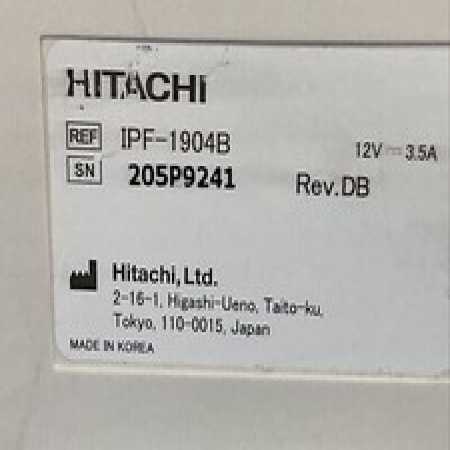 HITACHI
REF IPF-1904B 12V⎓3.5A
SN 205P9241 Rev.DB
Hitachi, Ltd.
2-16-1, Higashi-Ueno, Taito-ku,
Tokyo, 110-0015, Japan
MADE IN KOREA